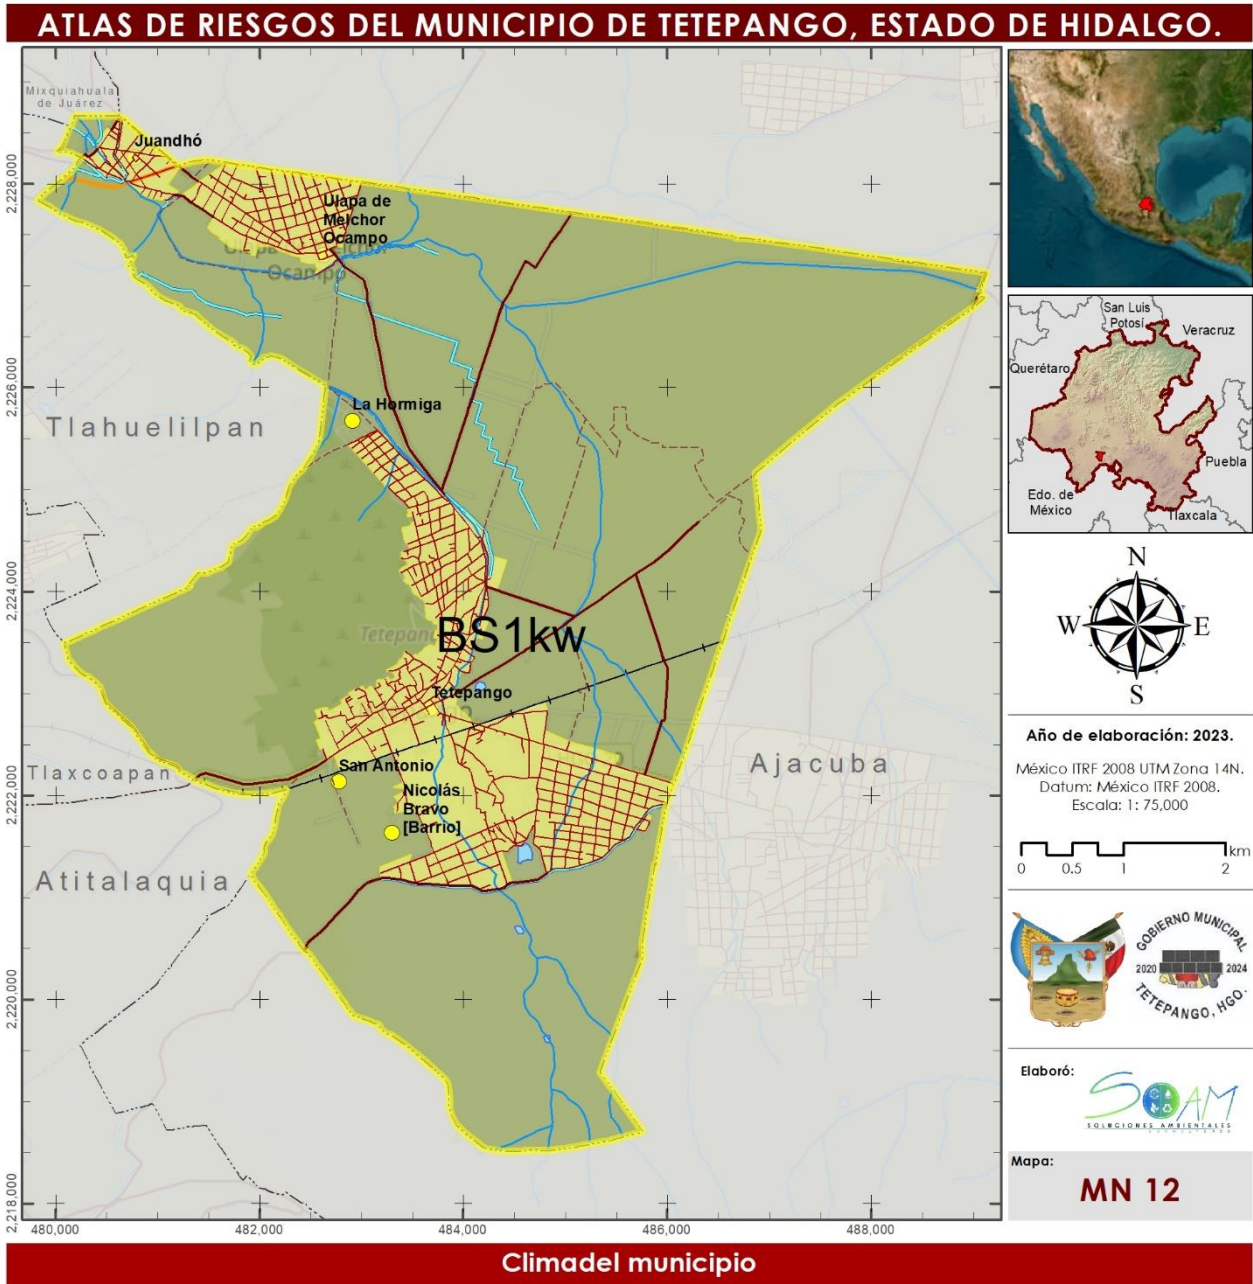 ATLAS DE RIESGOS DEL MUNICIPIO DE TETEPANGO, ESTADO DE HIDALGO.
Mixquiahuala
de Juárez
Juandhó
Ulapa de
Melchor
Ocampo
Ocampo
La Hormiga
Tlahuelilpan
BS1kw
Tetepango
San Antonio
Nicolás
Bravo
[Barrio]
Tlaxcoapan
Ajacuba
Atitalaquia
2,228,000
2,226,000
2,224,000
2,222,000
2,220,000
2,218,000
480,000
482,000
484,000
486,000
488,000
San Luis
Potosí
Veracruz
Querétaro
Puebla
Edo. de
México
Tlaxcala
N
W
E
S
Año de elaboración: 2023.
México ITRF 2008 UTM Zona 14N.
Datum: México ITRF 2008.
Escala: 1: 75,000
km
0 0.5 1 2
GOBIERNO MUNICIPAL
2020 2024
TETEPANGO, HGO.
Elaboró:
SOAM
SOLUCIONES AMBIENTALES
Mapa:
MN 12
Climadel municipio